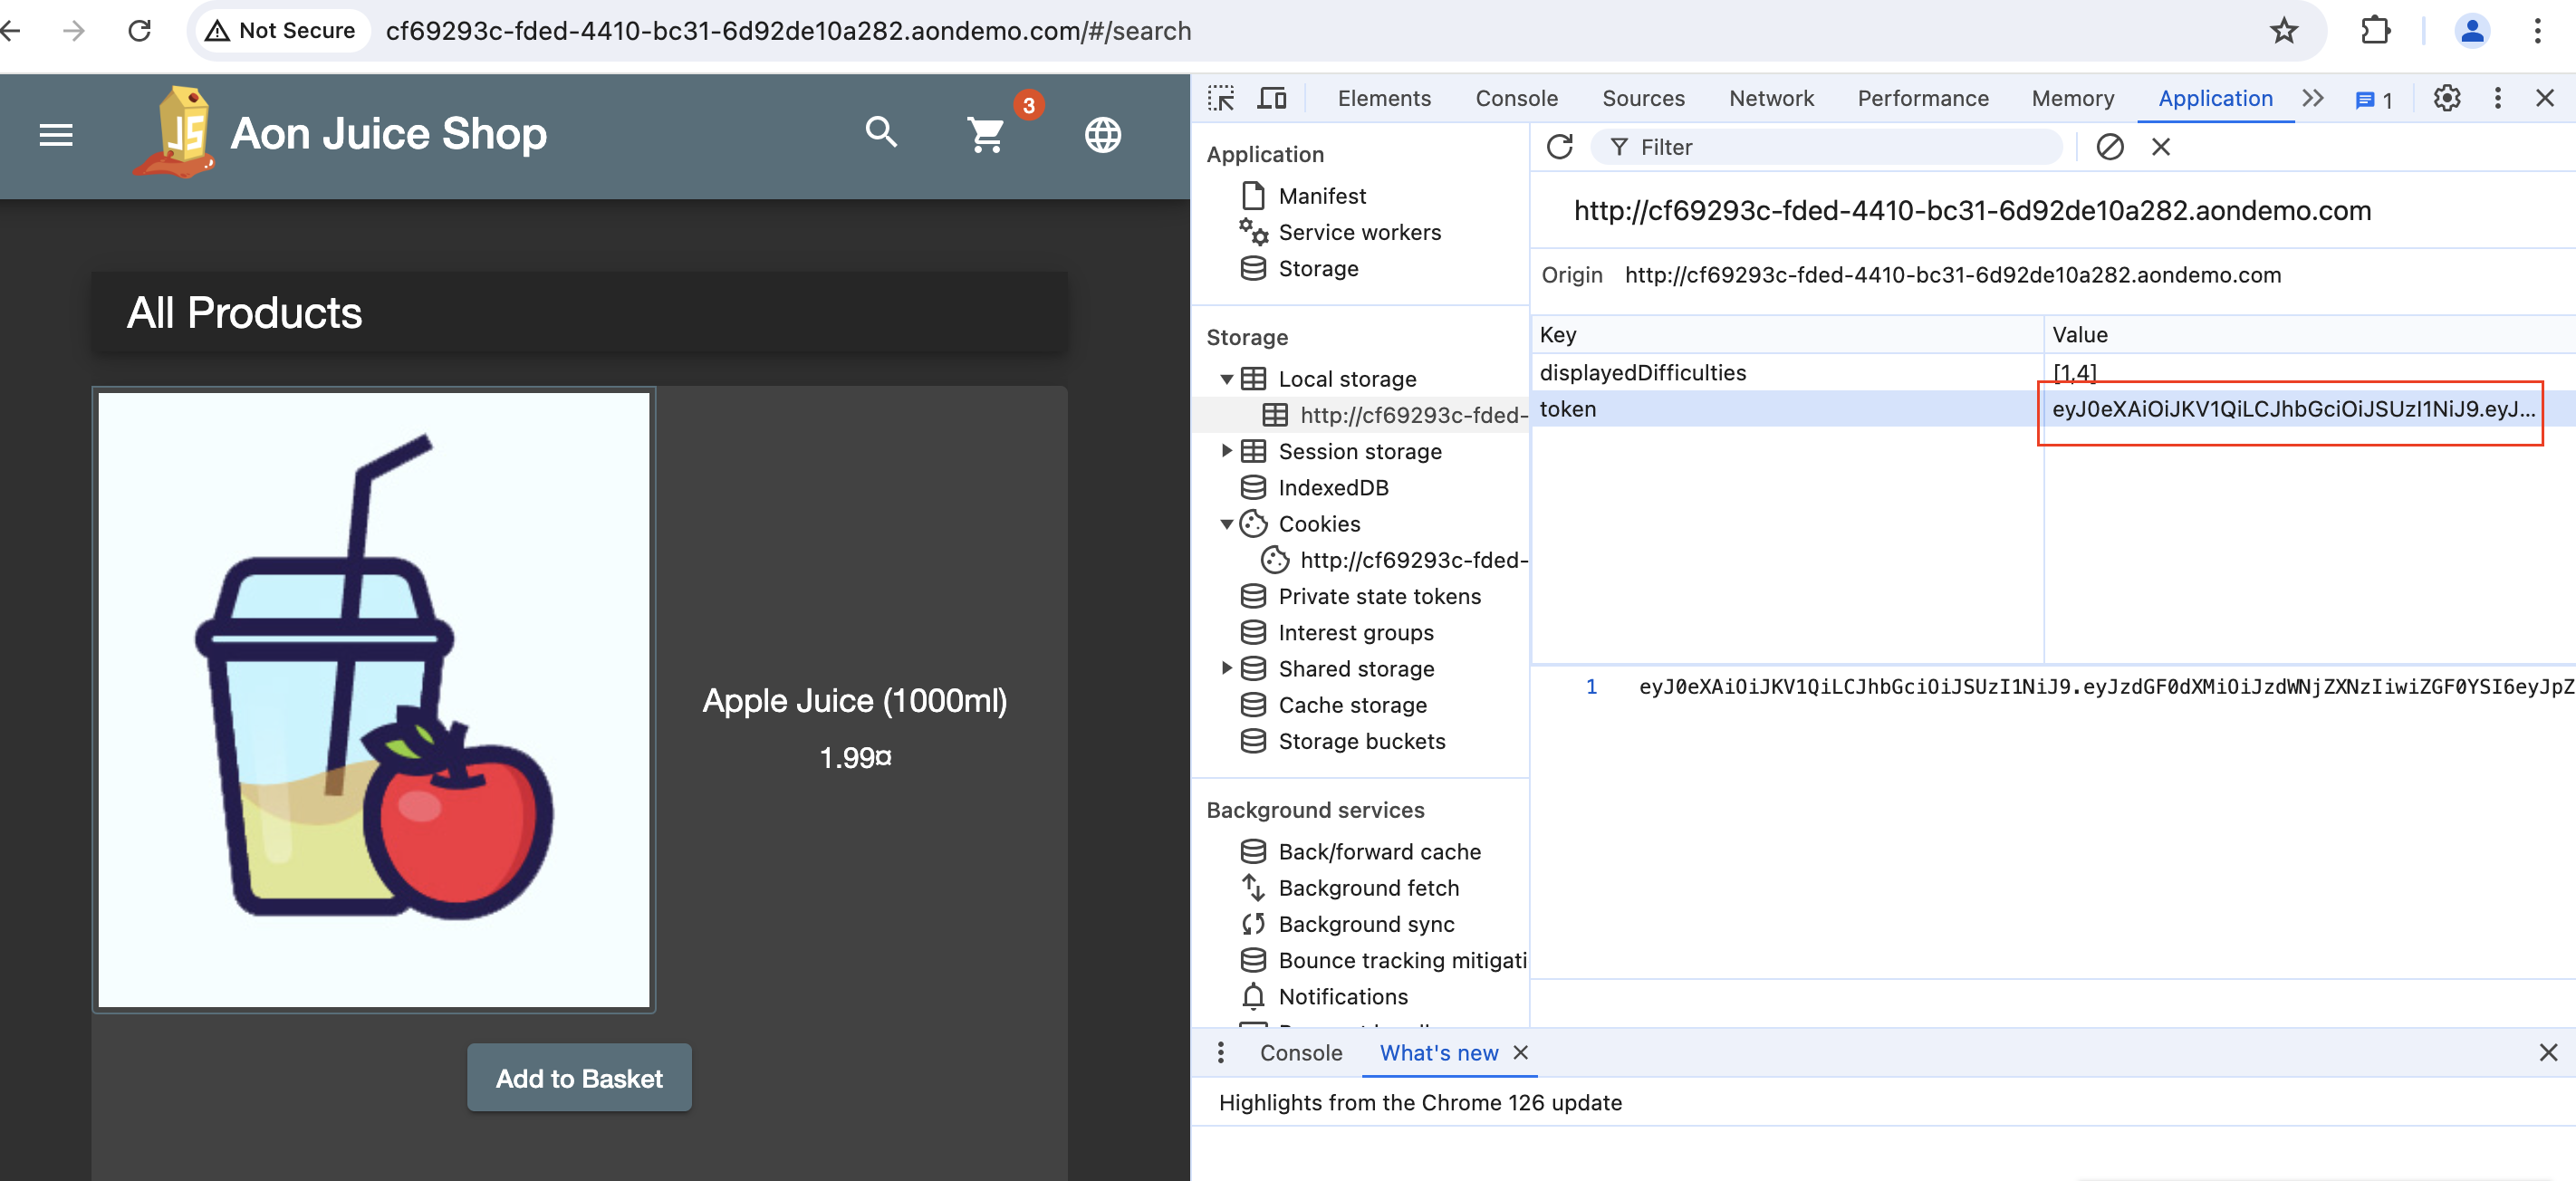 Not Secure cf69293c-fded-4410-bc31-6d92de10a282.aondemo.com/#/search
JS Aon Juice Shop 3
All Products
Apple Juice (1000ml)
1.99¤
Add to Basket
Elements Console Sources Network Performance Memory Application 1
Application
Manifest
Service workers
Storage
Storage
Local storage
http://cf69293c-fded-
Session storage
IndexedDB
Cookies
http://cf69293c-fded-
Private state tokens
Interest groups
Shared storage
Cache storage
Storage buckets
Background services
Back/forward cache
Background fetch
Background sync
Bounce tracking mitigati
Notifications
Filter
http://cf69293c-fded-4410-bc31-6d92de10a282.aondemo.com
Origin http://cf69293c-fded-4410-bc31-6d92de10a282.aondemo.com
Key Value
displayedDifficulties [1,4]
token eyJ0eXAiOiJKV1QiLCJhbGciOiJSUzI1NiJ9.eyJ...
1 eyJ0eXAiOiJKV1QiLCJhbGciOiJSUzI1NiJ9.eyJzdGF0dXMiOiJzdWNjZXNzIiwiZGF0YSI6eyJpZ
Console What's new
Highlights from the Chrome 126 update